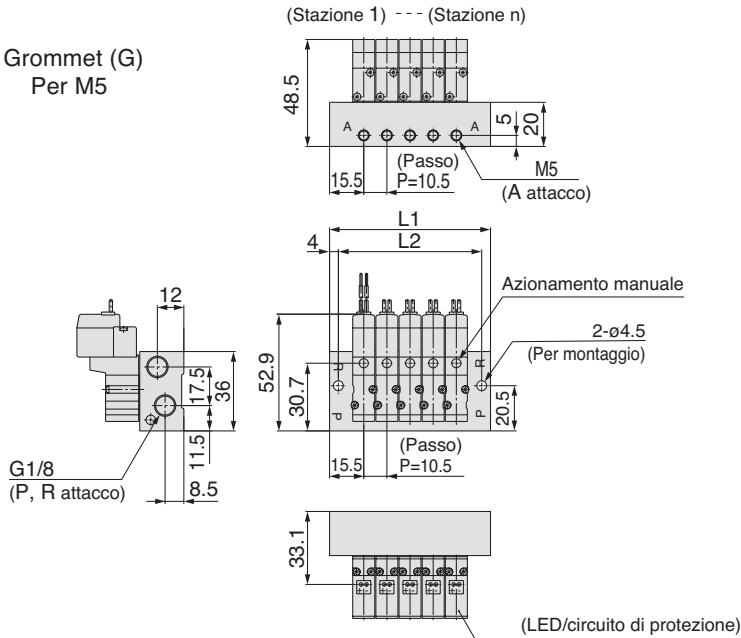 (Stazione 1) --- (Stazione n)
Grommet (G)
Per M5
48.5
A
A
5
20
(Passo)
15.5
P=10.5
M5
(A attacco)
L1
4
L2
Azionamento manuale
12
2-ø4.5
(Per montaggio)
52.9
30.7
R
R
P
P
20.5
17.5
36
11.5
(Passo)
15.5
P=10.5
G1/8
(P, R attacco)
8.5
33.1
(LED/circuito di protezione)